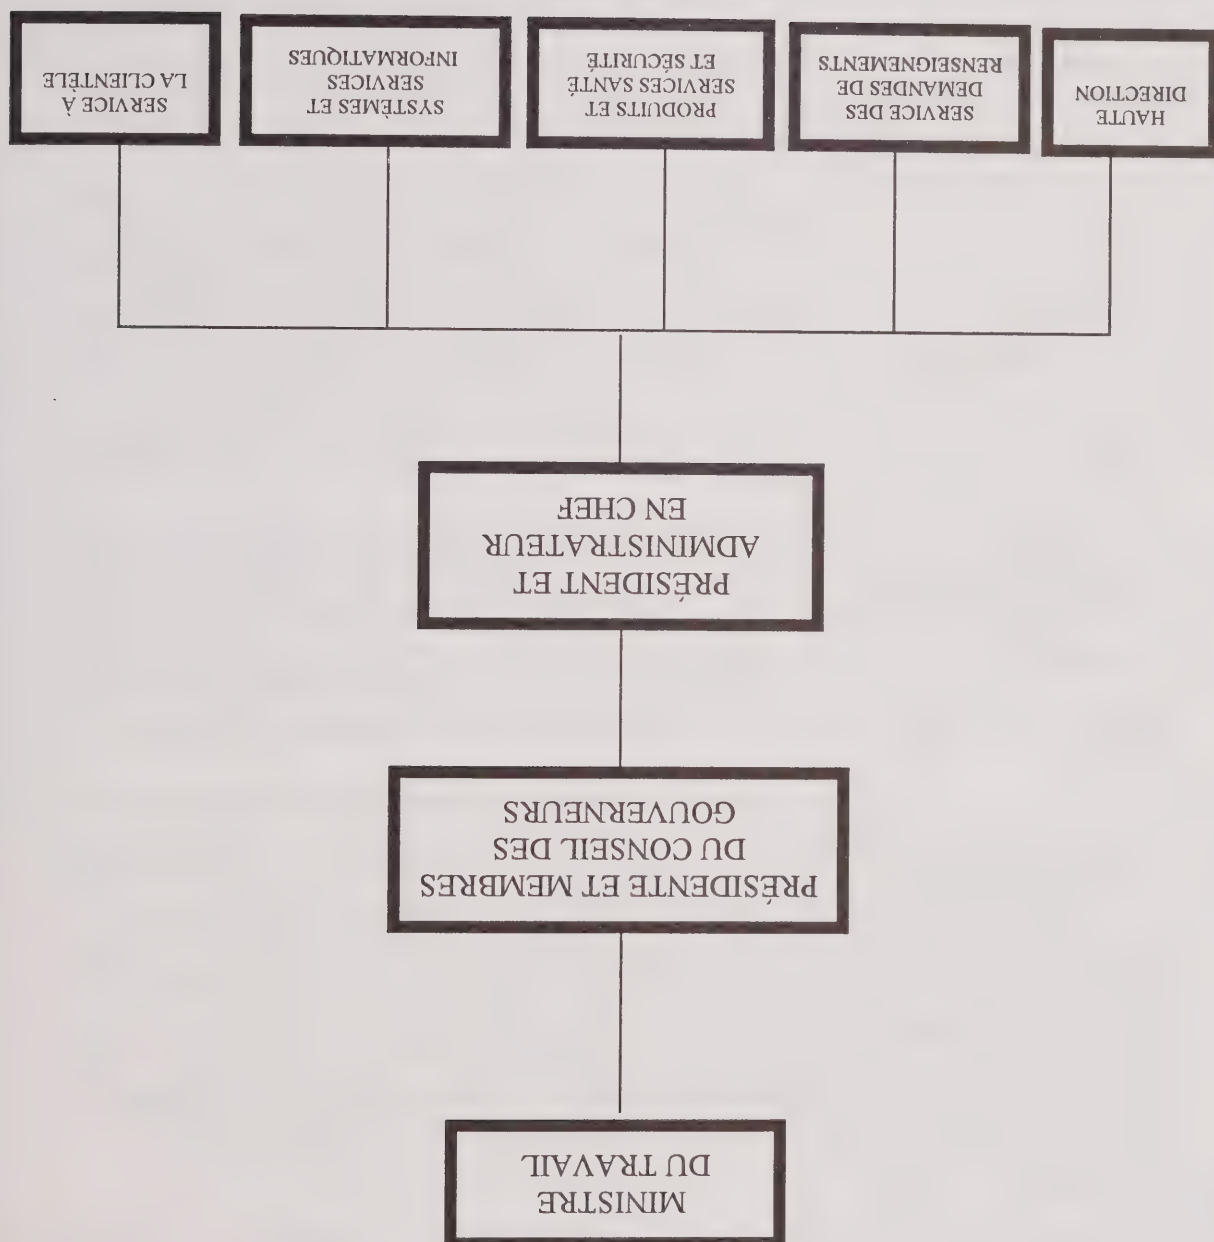 MINISTRE
DU TRAVAIL
PRÉSIDENTE ET MEMBRES
DU CONSEIL DES
GOUVERNEURS
PRÉSIDENT ET
ADMINISTRATEUR
EN CHEF
HAUTE
DIRECTION
SERVICE DES
DEMANDES DE
RENSEIGNEMENTS
PRODUITS ET
SERVICES SANTÉ
ET SÉCURITÉ
SYSTÈMES ET
SERVICES
INFORMATIQUES
SERVICE À
LA CLIENTÈLE